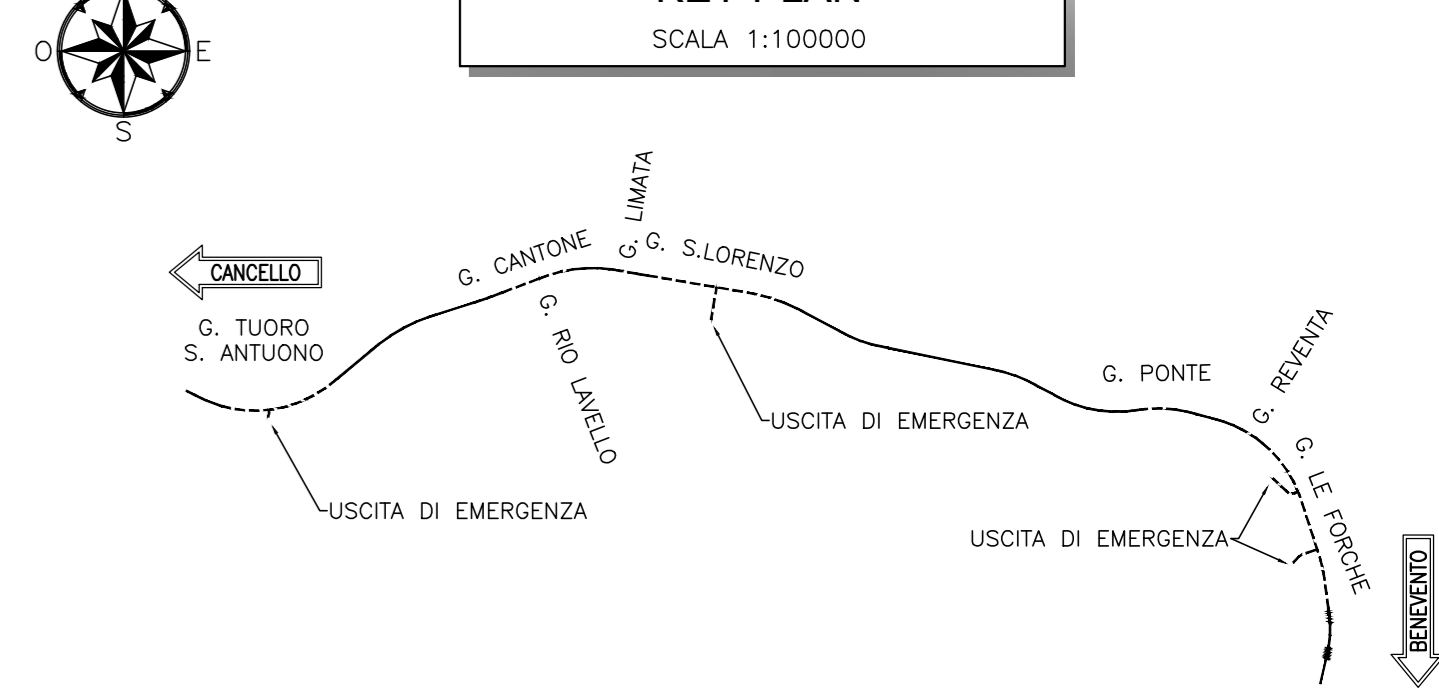 SCALA 1:100000
O
E
S
G. LIMATA
G. CANTONE
G. S.LORENZO
CANCELLO
G. TUORO
S. ANTUONO
G. RIO LAVELLO
G. REVENTA
G. PONTE
USCITA DI EMERGENZA
G. LE FORCHE
USCITA DI EMERGENZA
USCITA DI EMERGENZA
BENEVENTO